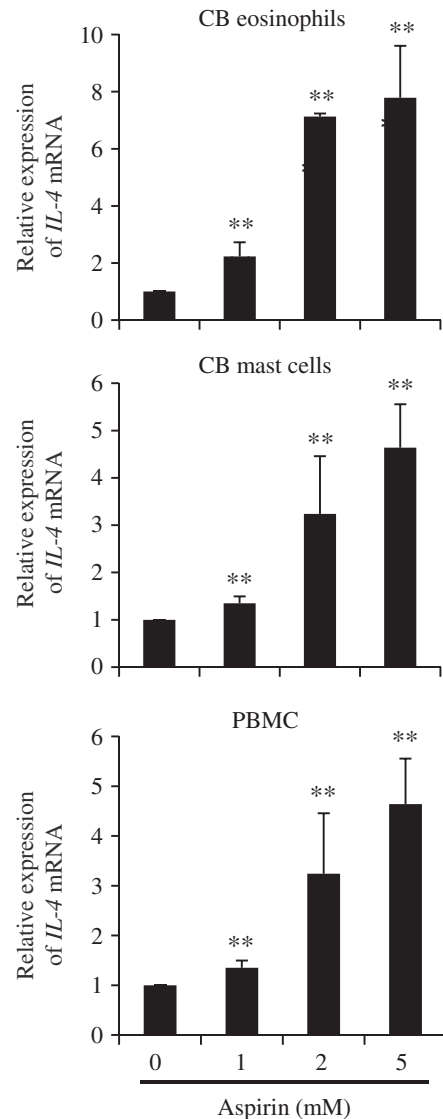 CB eosinophils
Relative expression
of IL-4 mRNA
10
8
6
4
2
0
**
**
**
CB mast cells
Relative expression
of IL-4 mRNA
6
5
4
3
2
1
0
**
**
**
PBMC
Relative expression
of IL-4 mRNA
6
5
4
3
2
1
0
**
**
**
0 1 2 5
Aspirin (mM)